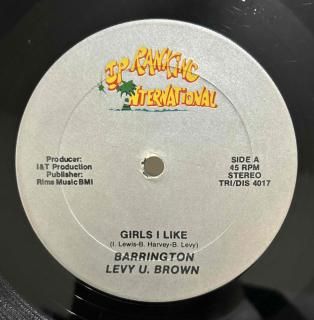 UP RANKING
INTERNATIONAL
Producer:
I&T Production
Publisher:
Rims Music BMI
SIDE A
45 RPM
STEREO
TRI/DIS 4017
GIRLS I LIKE
(I. Lewis-B. Harvey-B. Levy)
BARRINGTON
LEVY U. BROWN